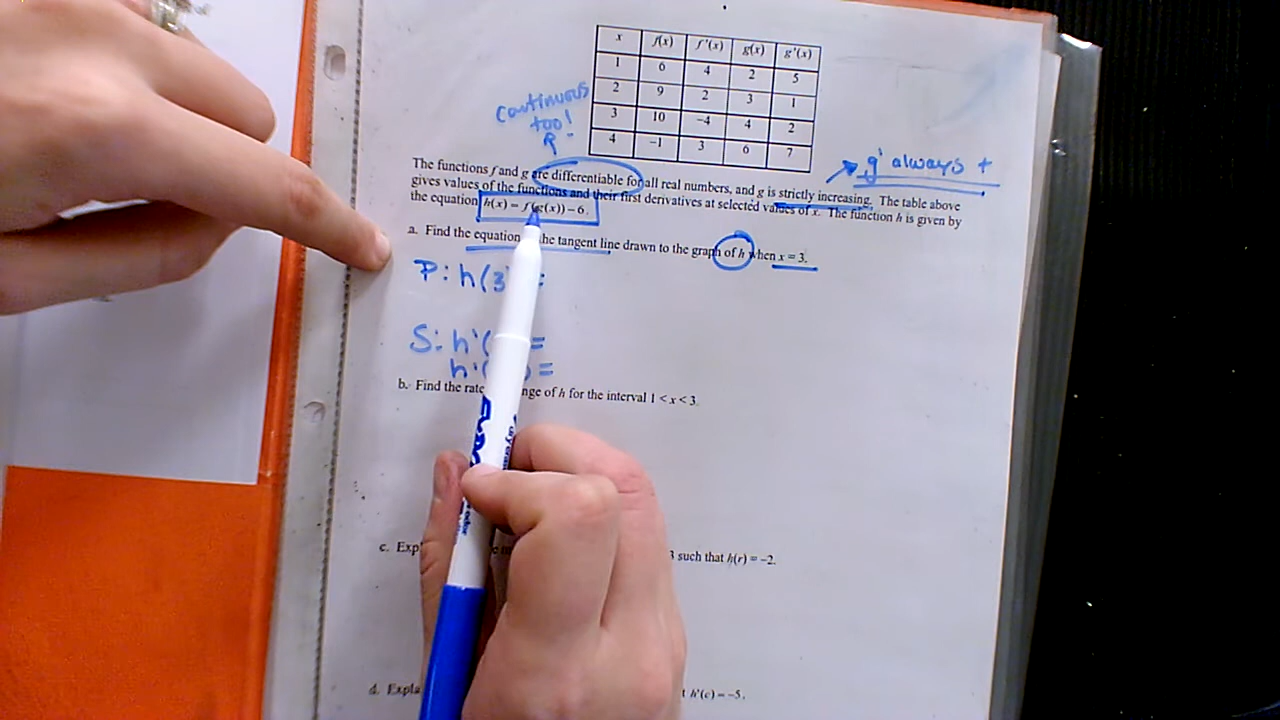 x f(x) f'(x) g(x) g'(x)
1 6 4 2 5
2 9 2 3 1
3 10 −4 4 2
4 −1 3 6 7
continuous
too!
g' always +
The functions f and g are differentiable for all real numbers, and g is strictly increasing. The table above
gives values of the functions and their first derivatives at selected values of x. The function h is given by
the equation h(x) = f(g(x)) − 6.
a. Find the equation the tangent line drawn to the graph of h when x = 3.
P: h(3 =
S: h'( =
h'( ) =
b. Find the rate nge of h for the interval 1 < x < 3.
c. Exp 3 such that h(r) = −2.
d. Expla t h'(c) = −5.